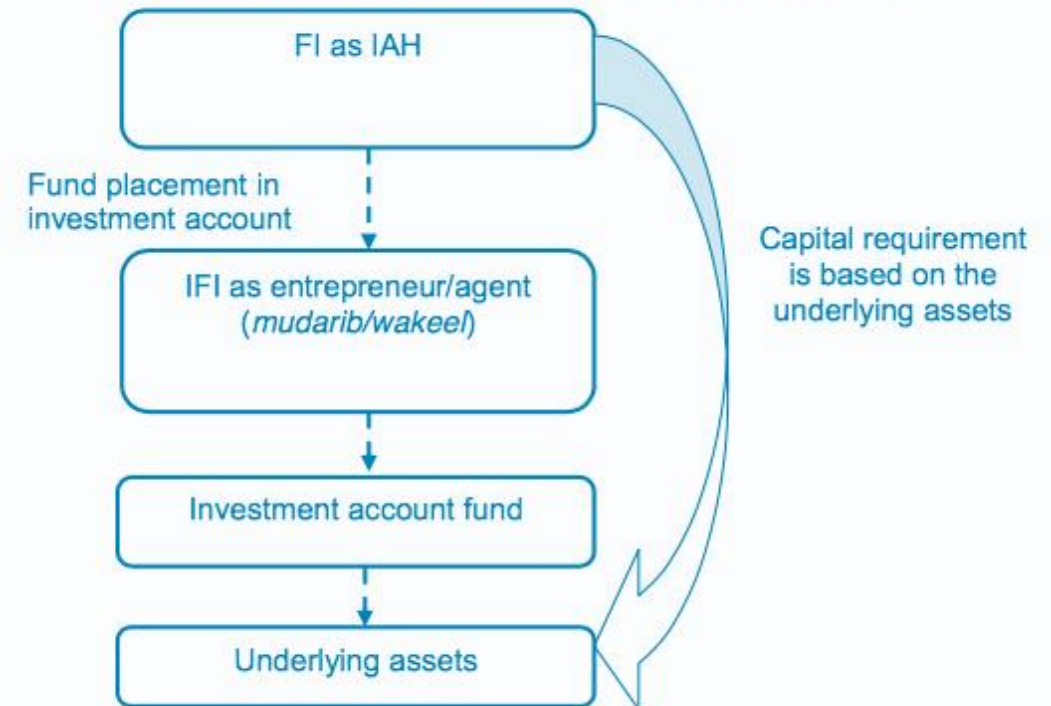 FI as IAH
Fund placement in
investment account
IFI as entrepreneur/agent
(mudarib/wakeel)
Capital requirement
is based on the
underlying assets
Investment account fund
Underlying assets